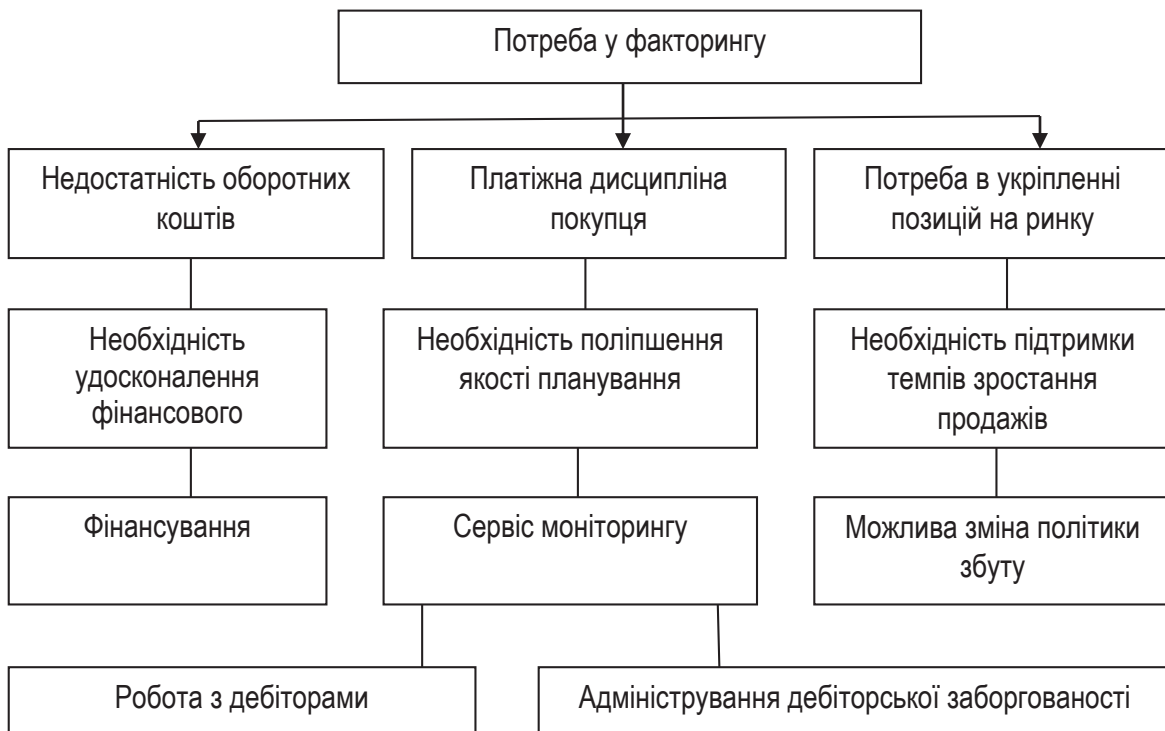 Потреба у факторингу
Недостатність оборотних
коштів
Платіжна дисципліна
покупця
Потреба в укріпленні
позицій на ринку
Необхідність
удосконалення
фінансового
Необхідність поліпшення
якості планування
Необхідність підтримки
темпів зростання
продажів
Фінансування
Сервіс моніторингу
Можлива зміна політики
збуту
Робота з дебіторами
Адміністрування дебіторської заборгованості